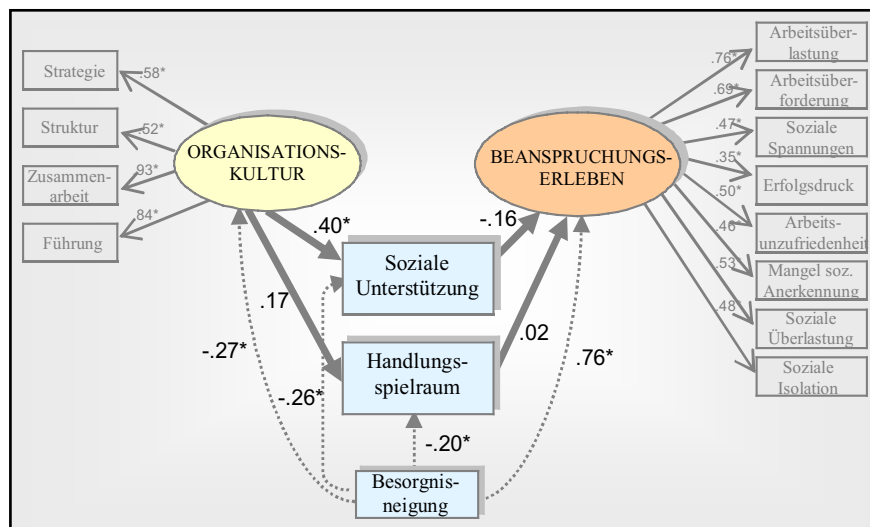 Strategie
Struktur
Zusammen-
arbeit
Führung
.58*
.52*
.93*
.84*
ORGANISATIONS-
KULTUR
BEANSPRUCHUNGS-
ERLEBEN
Arbeitsüber-
lastung
Arbeitsüber-
forderung
Soziale
Spannungen
Erfolgsdruck
Arbeits-
unzufriedenheit
Mangel soz.
Anerkennung
Soziale
Überlastung
Soziale
Isolation
.76*
.69*
.47*
.35*
.50*
.46*
.53
.48*
.40*
-.16
Soziale
Unterstützung
.17
.02
Handlungs-
spielraum
-.27*
-.26*
.76*
-.20*
Besorgnis-
neigung